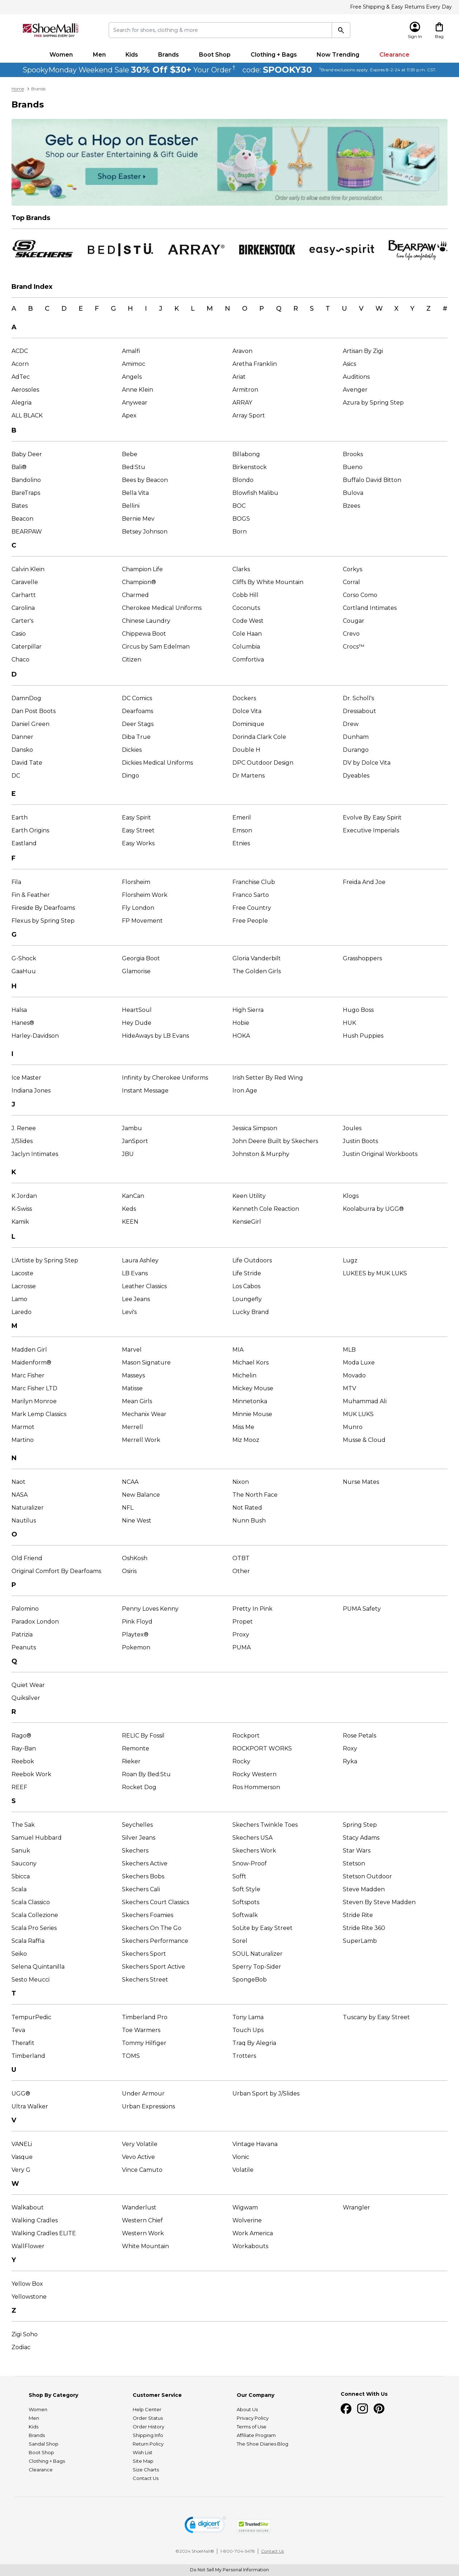 Free Shipping & Easy Returns Every Day
ShoeMall
FREE SHIPPING EVERY DAY
Search for shoes, clothing & more
Sign In
Bag
Women
Men
Kids
Brands
Boot Shop
Clothing + Bags
Now Trending
Clearance
SpookyMonday Weekend Sale 30% Off $30+ Your Order† code: SPOOKY30
Home > Brands
Brands
Get a Hop on Easter
Shop our Easter Entertaining & Gift Guide
Shop Easter
Order early to allow extra time for personalization.
Top Brands
SKECHERS
BED|STÜ.
ARRAY®
BIRKENSTOCK
easy spirit
BEARPAW
live life comfortably.
Brand Index
A B C D E F G H I J K L M N O P Q R S T U V W X Y Z #
A
ACDC
Acorn
AdTec
Aerosoles
Alegria
ALL BLACK
Amalfi
Amimoc
Angels
Anne Klein
Anywear
Apex
Aravon
Aretha Franklin
Ariat
Armitron
ARRAY
Array Sport
Artisan By Zigi
Asics
Auditions
Avenger
Azura by Spring Step
B
Baby Deer
Bali®
Bandolino
BareTraps
Bates
Beacon
BEARPAW
Bebe
Bed:Stu
Bees by Beacon
Bella Vita
Bellini
Bernie Mev
Betsey Johnson
Billabong
Birkenstock
Blondo
Blowfish Malibu
BOC
BOGS
Born
Brooks
Bueno
Buffalo David Bitton
Bulova
Bzees
C
Calvin Klein
Caravelle
Carhartt
Carolina
Carter's
Casio
Caterpillar
Chaco
Champion Life
Champion®
Charmed
Cherokee Medical Uniforms
Chinese Laundry
Chippewa Boot
Circus by Sam Edelman
Citizen
Clarks
Cliffs By White Mountain
Cobb Hill
Coconuts
Code West
Cole Haan
Columbia
Comfortiva
Corkys
Corral
Corso Como
Cortland Intimates
Cougar
Crevo
Crocs™
D
DamnDog
Dan Post Boots
Daniel Green
Danner
Dansko
David Tate
DC
DC Comics
Dearfoams
Deer Stags
Diba True
Dickies
Dickies Medical Uniforms
Dingo
Dockers
Dolce Vita
Dominique
Dorinda Clark Cole
Double H
DPC Outdoor Design
Dr Martens
Dr. Scholl's
Dressabout
Drew
Dunham
Durango
DV by Dolce Vita
Dyeables
E
Earth
Earth Origins
Eastland
Easy Spirit
Easy Street
Easy Works
Emeril
Emson
Etnies
Evolve By Easy Spirit
Executive Imperials
F
Fila
Fin & Feather
Fireside By Dearfoams
Flexus by Spring Step
Florsheim
Florsheim Work
Fly London
FP Movement
Franchise Club
Franco Sarto
Free Country
Free People
Freida And Joe
G
G-Shock
GaaHuu
Georgia Boot
Glamorise
Gloria Vanderbilt
The Golden Girls
Grasshoppers
H
Halsa
Hanes®
Harley-Davidson
HeartSoul
Hey Dude
HideAways by LB Evans
High Sierra
Hobie
HOKA
Hugo Boss
HUK
Hush Puppies
I
Ice Master
Indiana Jones
Infinity by Cherokee Uniforms
Instant Message
Irish Setter By Red Wing
Iron Age
J
J. Renee
J/Slides
Jaclyn Intimates
Jambu
JanSport
JBU
Jessica Simpson
John Deere Built by Skechers
Johnston & Murphy
Joules
Justin Boots
Justin Original Workboots
K
K Jordan
K-Swiss
Kamik
KanCan
Keds
KEEN
Keen Utility
Kenneth Cole Reaction
KensieGirl
Klogs
Koolaburra by UGG®
L
L'Artiste by Spring Step
Lacoste
Lacrosse
Lamo
Laredo
Laura Ashley
LB Evans
Leather Classics
Lee Jeans
Levi's
Life Outdoors
Life Stride
Los Cabos
Loungefly
Lucky Brand
Lugz
LUKEES by MUK LUKS
M
Madden Girl
Maidenform®
Marc Fisher
Marc Fisher LTD
Marilyn Monroe
Mark Lemp Classics
Marmot
Martino
Marvel
Mason Signature
Masseys
Matisse
Mean Girls
Mechanix Wear
Merrell
Merrell Work
MIA
Michael Kors
Michelin
Mickey Mouse
Minnetonka
Minnie Mouse
Miss Me
Miz Mooz
MLB
Moda Luxe
Movado
MTV
Muhammad Ali
MUK LUKS
Munro
Musse & Cloud
N
Naot
NASA
Naturalizer
Nautilus
NCAA
New Balance
NFL
Nine West
Nixon
The North Face
Not Rated
Nunn Bush
Nurse Mates
O
Old Friend
Original Comfort By Dearfoams
OshKosh
Osiris
OTBT
Other
P
Palomino
Paradox London
Patrizia
Peanuts
Penny Loves Kenny
Pink Floyd
Playtex®
Pokemon
Pretty In Pink
Propet
Proxy
PUMA
PUMA Safety
Q
Quiet Wear
Quiksilver
R
Rago®
Ray-Ban
Reebok
Reebok Work
REEF
RELIC By Fossil
Remonte
Rieker
Roan By Bed:Stu
Rocket Dog
Rockport
ROCKPORT WORKS
Rocky
Rocky Western
Ros Hommerson
Rose Petals
Roxy
Ryka
S
The Sak
Samuel Hubbard
Sanuk
Saucony
Sbicca
Scala
Scala Classico
Scala Collezione
Scala Pro Series
Scala Raffia
Seiko
Selena Quintanilla
Sesto Meucci
Seychelles
Silver Jeans
Skechers
Skechers Active
Skechers Bobs
Skechers Cali
Skechers Court Classics
Skechers Foamies
Skechers On The Go
Skechers Performance
Skechers Sport
Skechers Sport Active
Skechers Street
Skechers Twinkle Toes
Skechers USA
Skechers Work
Snow-Proof
Sofft
Soft Style
Softspots
Softwalk
SoLite by Easy Street
Sorel
SOUL Naturalizer
Sperry Top-Sider
SpongeBob
Spring Step
Stacy Adams
Star Wars
Stetson
Stetson Outdoor
Steve Madden
Steven By Steve Madden
Stride Rite
Stride Rite 360
SuperLamb
T
TempurPedic
Teva
Therafit
Timberland
Timberland Pro
Toe Warmers
Tommy Hilfiger
TOMS
Tony Lama
Touch Ups
Traq By Alegria
Trotters
Tuscany by Easy Street
U
UGG®
Ultra Walker
Under Armour
Urban Expressions
Urban Sport by J/Slides
V
VANELi
Vasque
Very G
Very Volatile
Vevo Active
Vince Camuto
Vintage Havana
Vionic
Volatile
W
Walkabout
Walking Cradles
Walking Cradles ELITE
WallFlower
Wanderlust
Western Chief
Western Work
White Mountain
Wigwam
Wolverine
Work America
Workabouts
Wrangler
Y
Yellow Box
Yellowstone
Z
Zigi Soho
Zodiac
Shop By Category
Women
Men
Kids
Brands
Sandal Shop
Boot Shop
Clothing + Bags
Clearance
Customer Service
Help Center
Order Status
Order History
Shipping Info
Return Policy
Wish List
Site Map
Size Charts
Contact Us
Our Company
About Us
Privacy Policy
Terms of Use
Affiliate Program
The Shoe Diaries Blog
Connect With Us
digicert
TrustedSite
CERTIFIED SECURE
©2024 ShoeMall® | 1-800-704-5478 | Contact Us
Do Not Sell My Personal Information